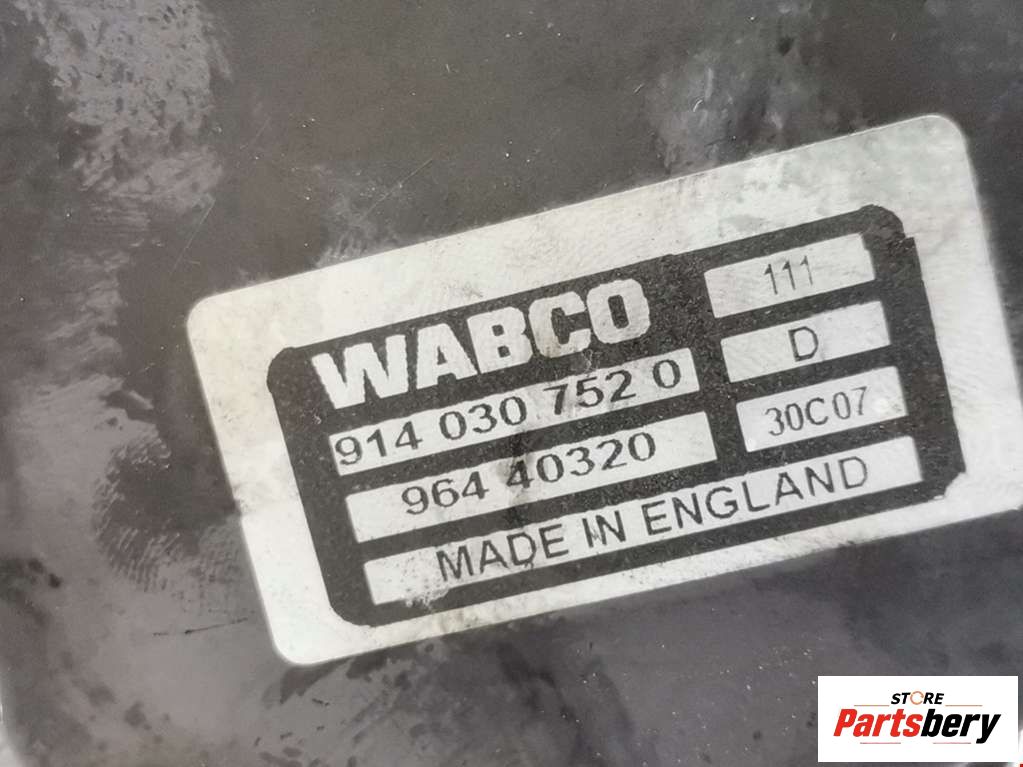 WABCO
914 030 752 0
964 40320
MADE IN ENGLAND
111
D
30C07
STORE
Partsbery